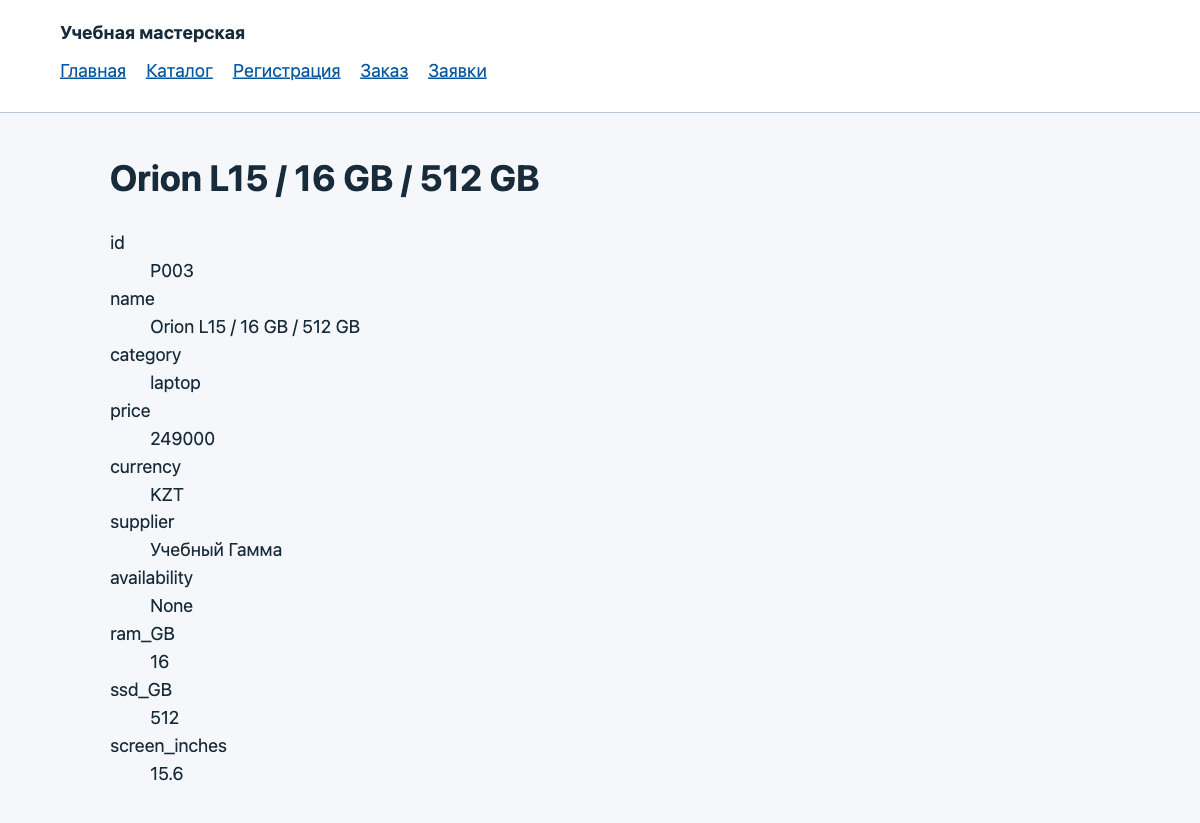 Учебная мастерская
Главная Каталог Регистрация Заказ Заявки
Orion L15 / 16 GB / 512 GB
id
P003
name
Orion L15 / 16 GB / 512 GB
category
laptop
price
249000
currency
KZT
supplier
Учебный Гамма
availability
None
ram_GB
16
ssd_GB
512
screen_inches
15.6